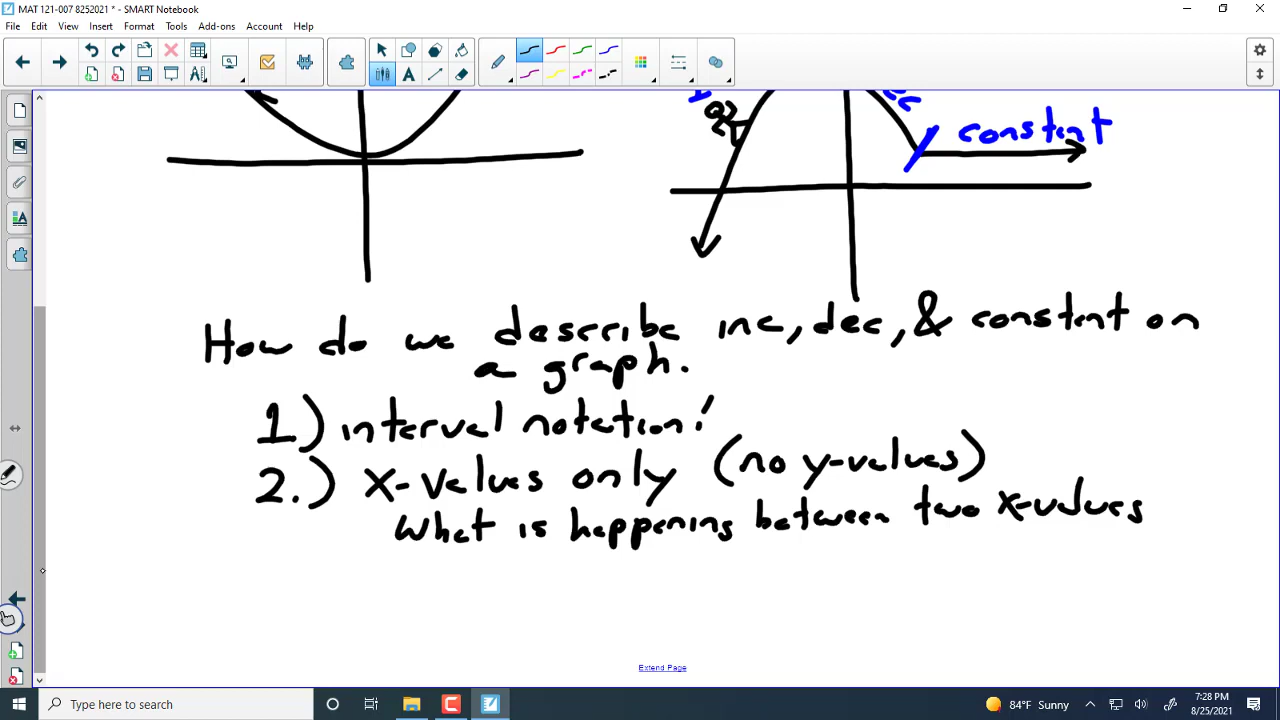 MAT 121-007 8252021 * - SMART Notebook
File Edit View Insert Format Tools Add-ons Account Help
constant
How do we describe inc, dec, & constant on
a graph.
1) interval notation!
2.) x-values only (no y-values)
What is happening between two x-values
Extend Page
Type here to search
84°F Sunny
7:28 PM
8/25/2021